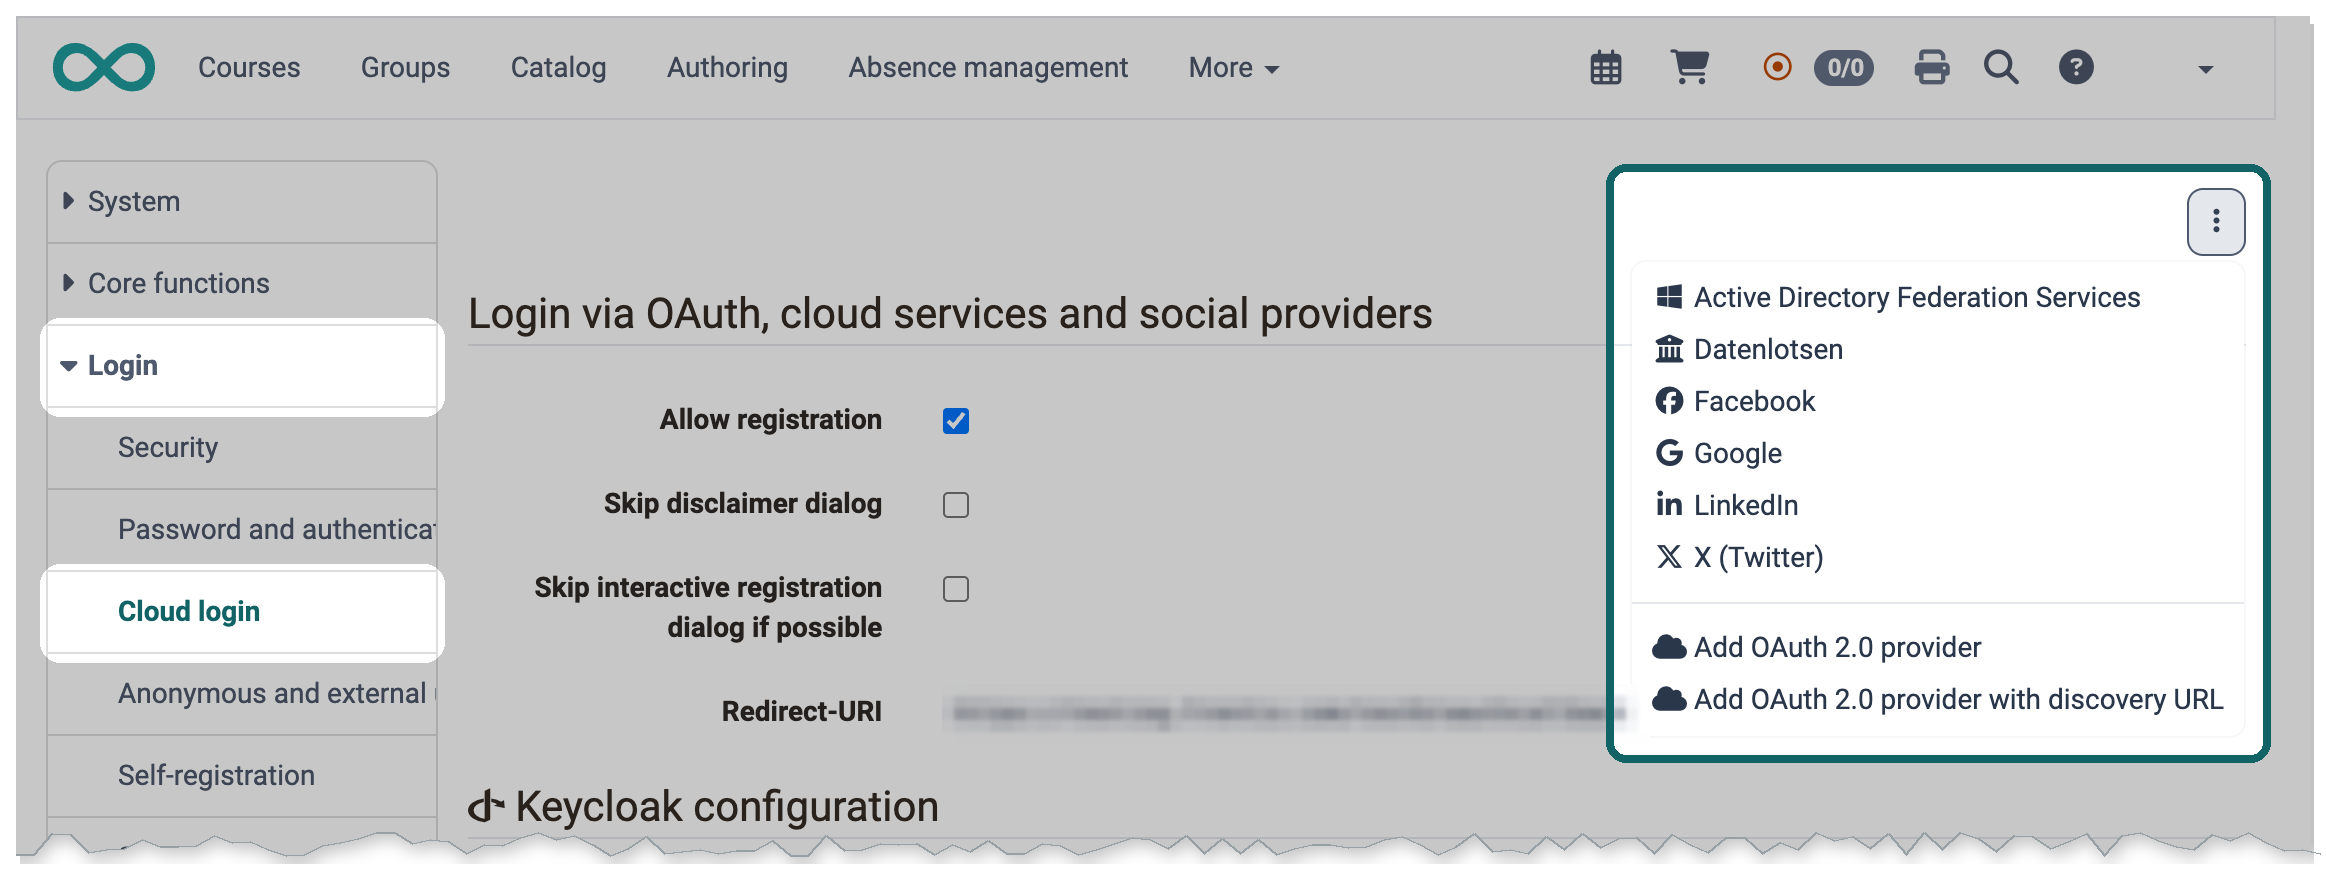 Courses Groups Catalog Authoring Absence management More 0/0
System
Core functions
Login
Security
Password and
Cloud login
Anonymous and external
Self-registration
Login via OAuth, cloud services and social providers
Allow registration
Skip disclaimer dialog
Skip interactive registration
dialog if possible
Redirect-URI
Keycloak configuration
Active Directory Federation Services
Datenlotsen
Facebook
Google
LinkedIn
X (Twitter)
Add OAuth 2.0 provider
Add OAuth 2.0 provider with discovery URL